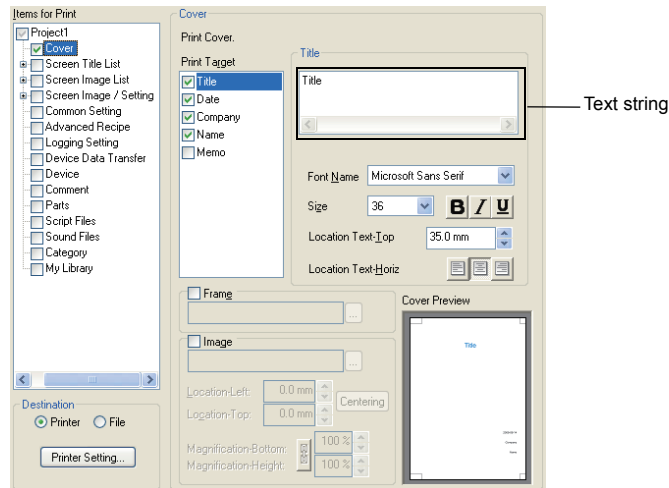 Items for Print
Project1
Cover
Screen Title List
Screen Image List
Screen Image / Setting
Common Setting
Advanced Recipe
Logging Setting
Device Data Transfer
Device
Comment
Parts
Script Files
Sound Files
Category
My Library
Destination
Printer
File
Printer Setting...
Cover
Print Cover.
Print Target
Title
Date
Company
Name
Memo
Title
Title
Text string
Font Name
Microsoft Sans Serif
Size
36
B I U
Location Text-Top
35.0 mm
Location Text-Horiz
Frame
...
Image
...
Location-Left:
0.0 mm
Location-Top:
0.0 mm
Centering
Magnification-Bottom:
100 %
Magnification-Height:
100 %
Cover Preview
Title
Company
Name